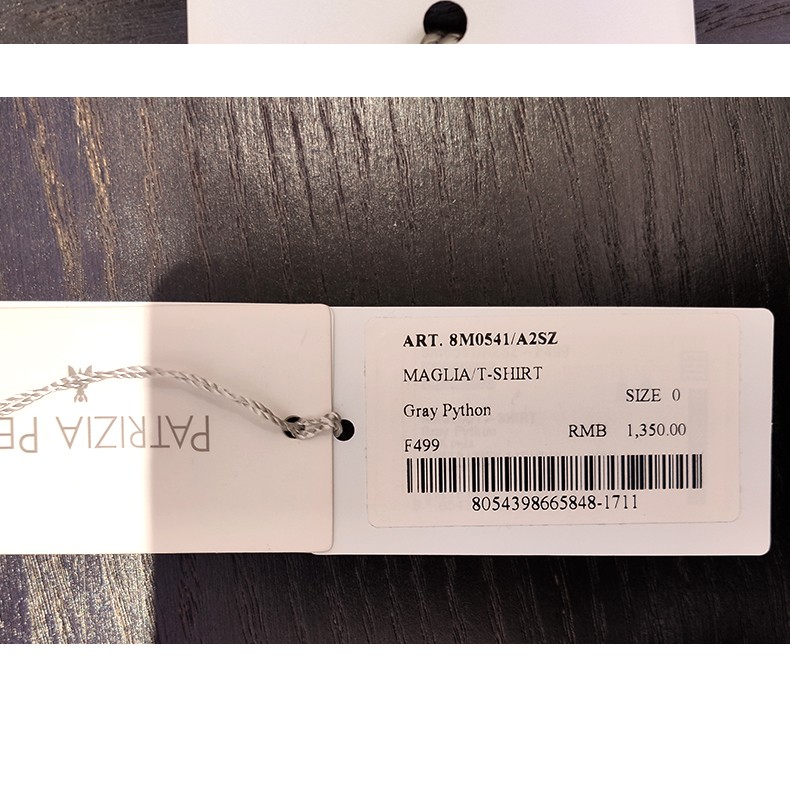 PATRIZIA PE
ART. 8M0541/A2SZ
MAGLIA/T-SHIRT
SIZE 0
Gray Python
RMB 1,350.00
F499
8054398665848-1711